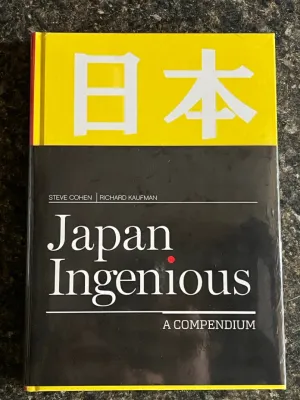 日本
STEVE COHEN | RICHARD KAUFMAN
Japan
Ingenious
A COMPENDIUM